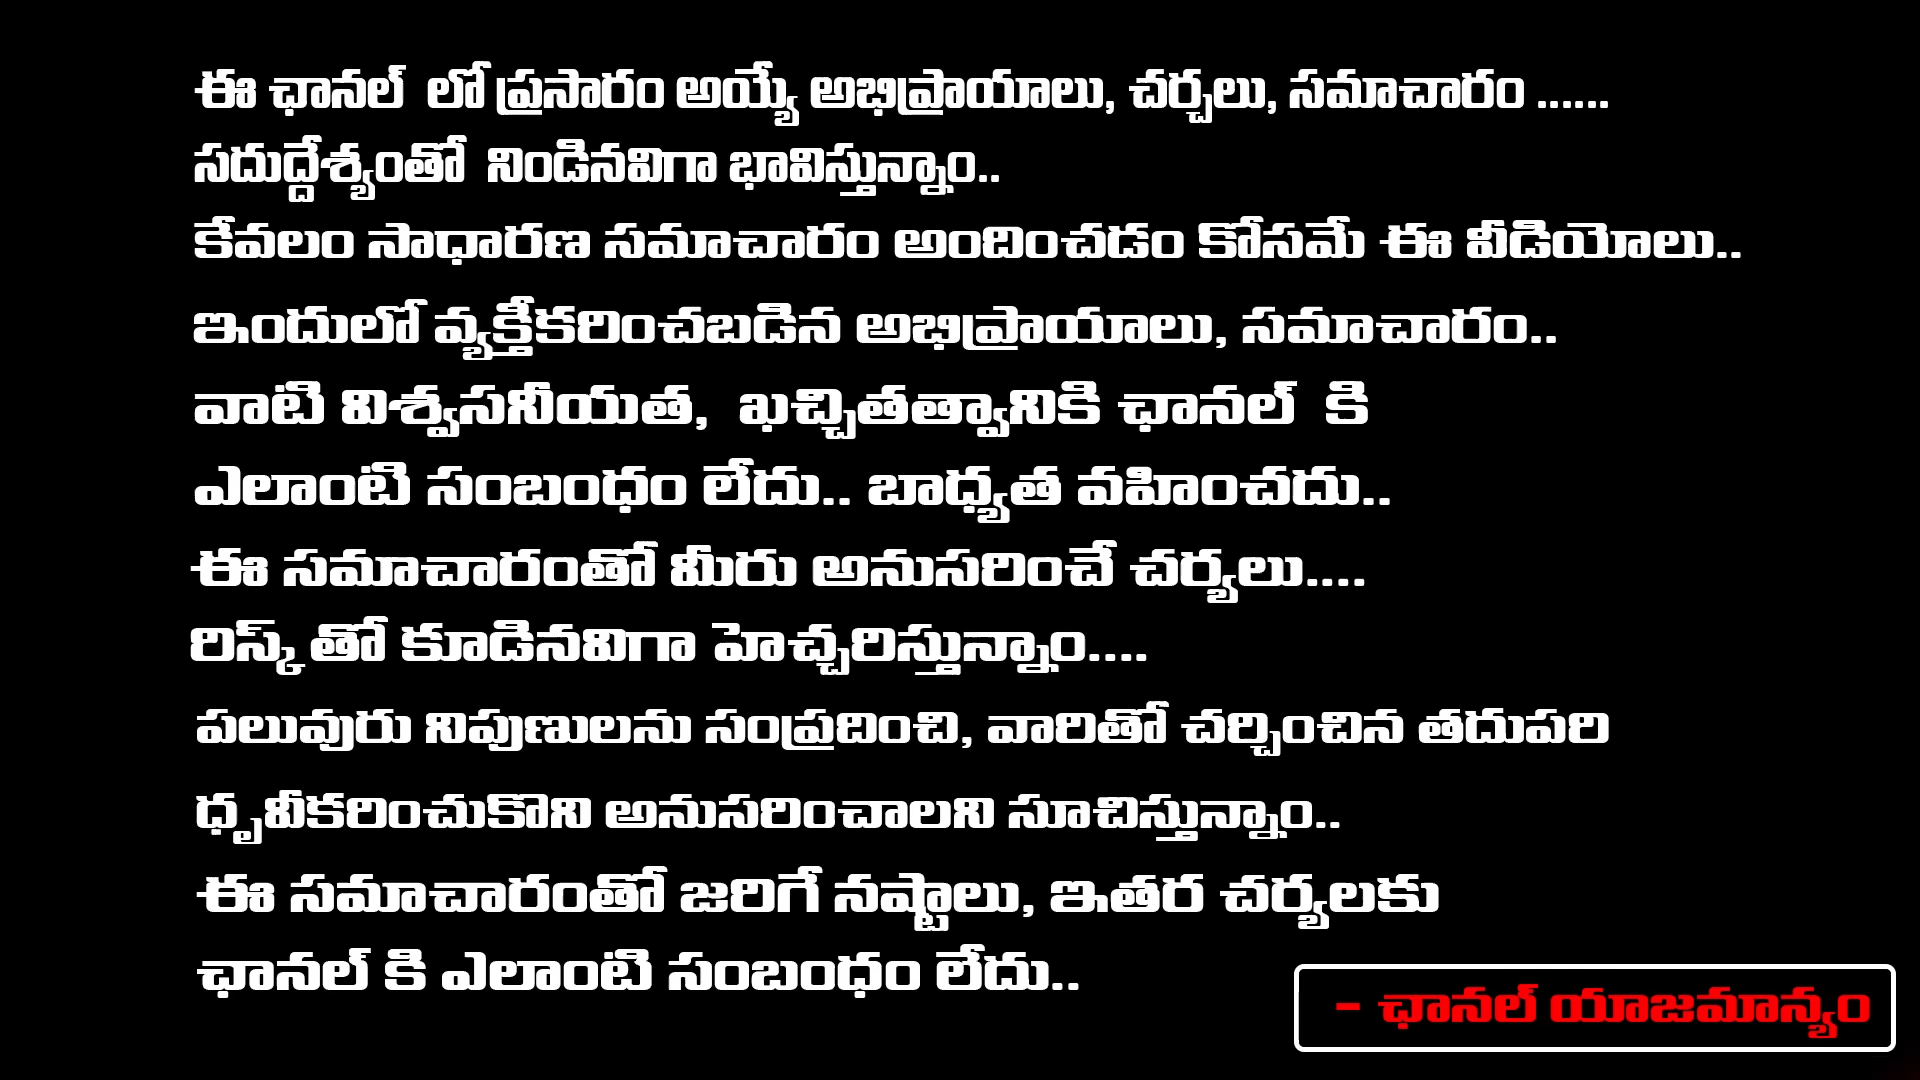 ఈ ఛానల్ లో ప్రసారం అయ్యే అభిప్రాయాలు, చర్చలు, సమాచారం ......
సదుద్దేశ్యంతో నిండినవిగా భావిస్తున్నాం..
కేవలం సాధారణ సమాచారం అందించడం కోసమే ఈ వీడియోలు..
ఇందులో వ్యక్తీకరించబడిన అభిప్రాయాలు, సమాచారం..
వాటి విశ్వసనీయత, ఖచ్చితత్వానికి ఛానల్ కి
ఎలాంటి సంబంధం లేదు.. బాధ్యత వహించదు..
ఈ సమాచారంతో మీరు అనుసరించే చర్యలు....
రిస్క్ తో కూడినవిగా హెచ్చరిస్తున్నాం....
పలువురు నిపుణులను సంప్రదించి, వారితో చర్చించిన తదుపరి
ధృవీకరించుకొని అనుసరించాలని సూచిస్తున్నాం..
ఈ సమాచారంతో జరిగే నష్టాలు, ఇతర చర్యలకు
ఛానల్ కి ఎలాంటి సంబంధం లేదు..
- ఛానల్ యాజమాన్యం